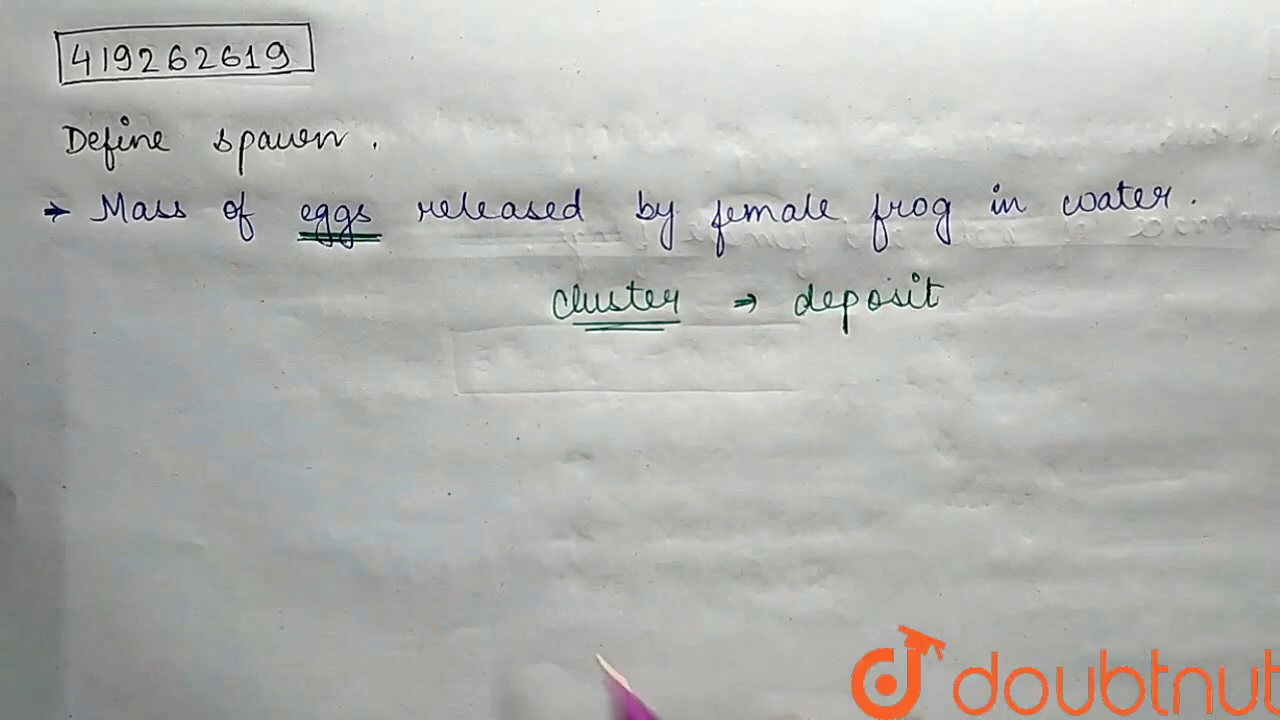 419262619
Define spawn.
→ Mass of eggs released by female frog in water.
cluster → deposit
doubtnut